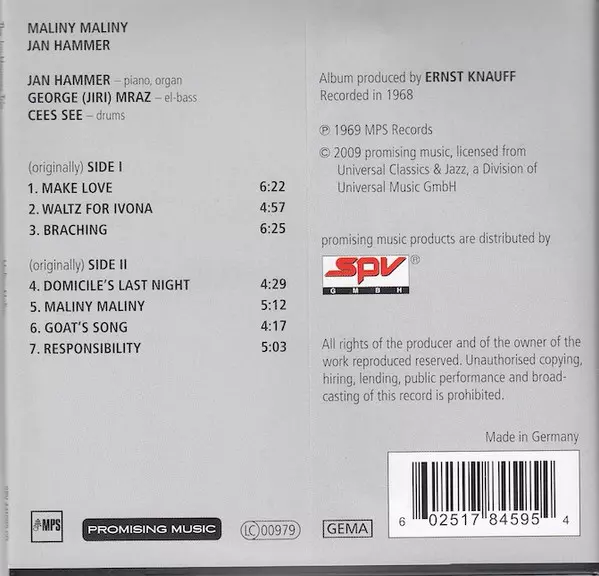 MALINY MALINY
JAN HAMMER
JAN HAMMER – piano, organ
GEORGE (JIRI) MRAZ – el-bass
CEES SEE – drums
(originally) SIDE I
1. MAKE LOVE 6:22
2. WALTZ FOR IVONA 4:57
3. BRACHING 6:25
(originally) SIDE II
4. DOMICILE'S LAST NIGHT 4:29
5. MALINY MALINY 5:12
6. GOAT'S SONG 4:17
7. RESPONSIBILITY 5:03
MPS
PROMISING MUSIC
LC 00979
GEMA
Album produced by ERNST KNAUFF
Recorded in 1968
℗ 1969 MPS Records
© 2009 promising music, licensed from
Universal Classics & Jazz, a Division of
Universal Music GmbH
promising music products are distributed by
spv ®
GMBH
All rights of the producer and of the owner of the
work reproduced reserved. Unauthorised copying,
hiring, lending, public performance and broad-
casting of this record is prohibited.
Made in Germany
6 02517 84595 4